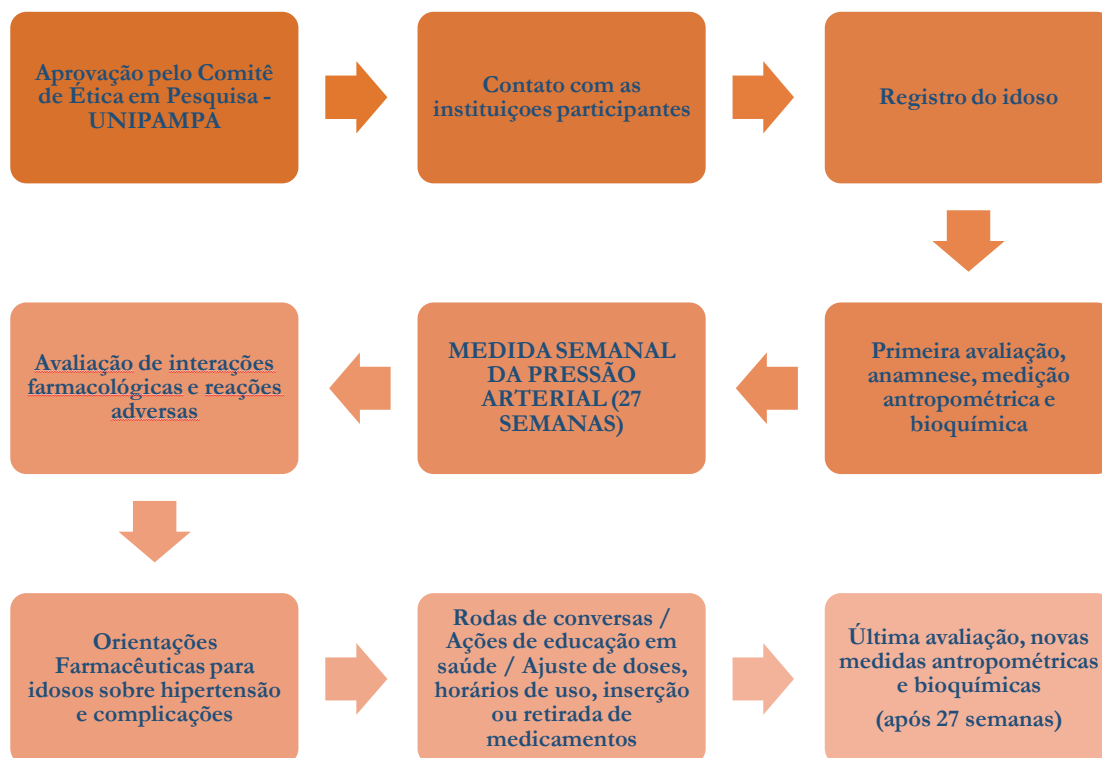 Aprovação pelo Comitê
de Ética em Pesquisa -
UNIPAMPA
Contato com as
instituiçoes participantes
Registro do idoso
Primeira avaliação,
anamnese, medição
antropométrica e
bioquímica
MEDIDA SEMANAL
DA PRESSÃO
ARTERIAL (27
SEMANAS)
Avaliação de interações
farmacológicas e reações
adversas
Orientações
Farmacêuticas para
idosos sobre hipertensão
e complicações
Rodas de conversas /
Ações de educação em
saúde / Ajuste de doses,
horários de uso, inserção
ou retirada de
medicamentos
Última avaliação, novas
medidas antropométricas
e bioquímicas
(após 27 semanas)